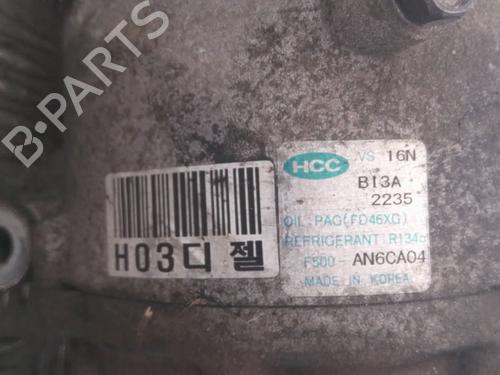 B-PARTS
HCC VS 16N
B13A
2235
OIL:PAG(FD46XG)
REFRIGERANT:R134a
F500-AN6CA04
MADE IN KOREA
H03디젤